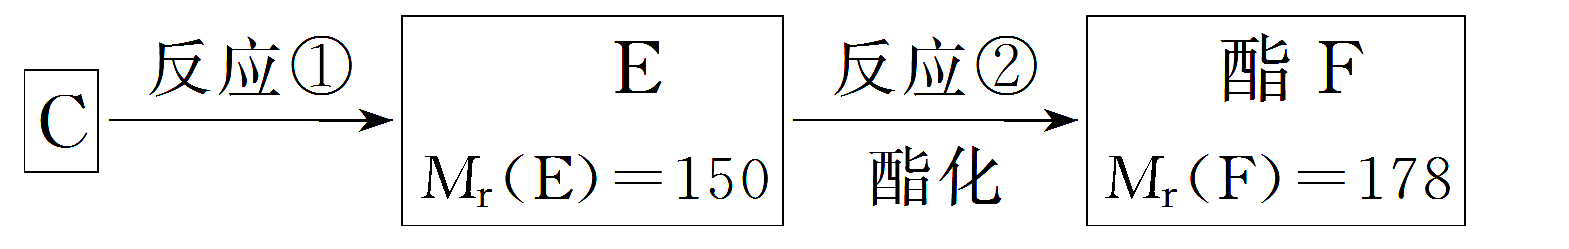 C
反应①
E
Mᵣ(E)=150
反应②
酯化
酯 F
Mᵣ(F)=178